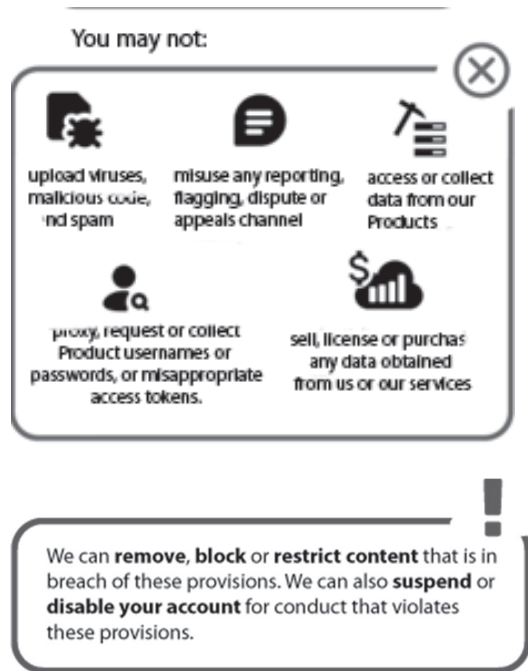 You may not:
upload viruses,
malicious code,
and spam
misuse any reporting,
flagging, dispute or
appeals channel
access or collect
data from our
Products
proxy, request or collect
Product usernames or
passwords, or misappropriate
access tokens.
sell, license or purchas
any data obtained
from us or our services
We can remove, block or restrict content that is in
breach of these provisions. We can also suspend or
disable your account for conduct that violates
these provisions.